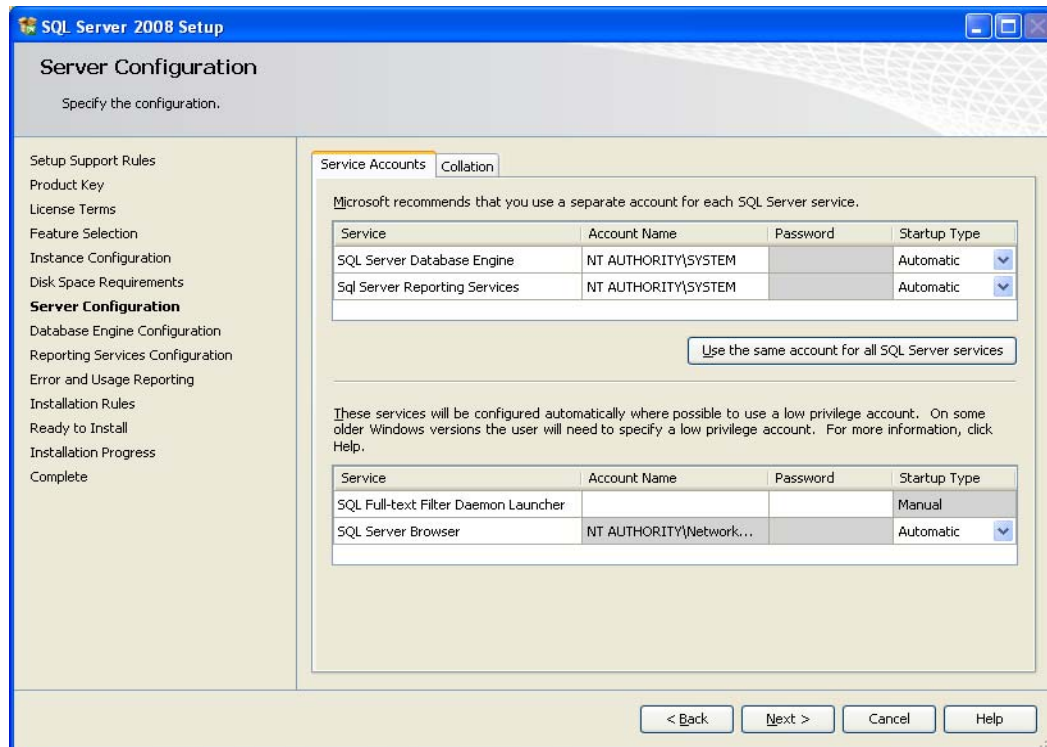 SQL Server 2008 Setup
Server Configuration
Specify the configuration.
Setup Support Rules
Product Key
License Terms
Feature Selection
Instance Configuration
Disk Space Requirements
Server Configuration
Database Engine Configuration
Reporting Services Configuration
Error and Usage Reporting
Installation Rules
Ready to Install
Installation Progress
Complete
Service Accounts Collation
Microsoft recommends that you use a separate account for each SQL Server service.
Service Account Name Password Startup Type
SQL Server Database Engine NT AUTHORITY\SYSTEM Automatic
Sql Server Reporting Services NT AUTHORITY\SYSTEM Automatic
Use the same account for all SQL Server services
These services will be configured automatically where possible to use a low privilege account. On some
older Windows versions the user will need to specify a low privilege account. For more information, click
Help.
Service Account Name Password Startup Type
SQL Full-text Filter Daemon Launcher Manual
SQL Server Browser NT AUTHORITY\Network... Automatic
< Back Next > Cancel Help